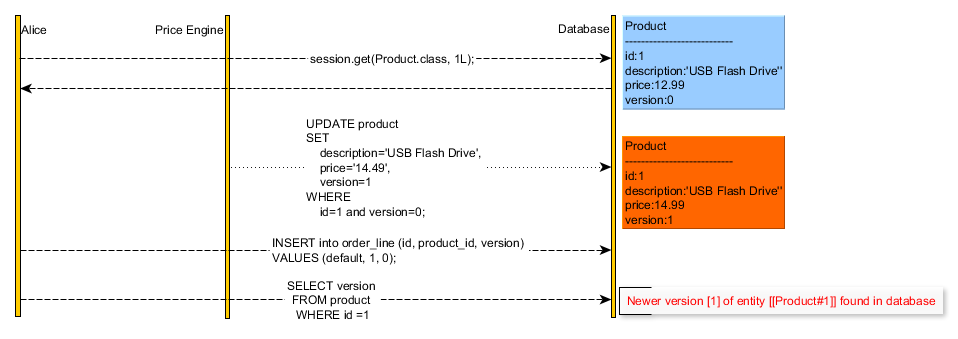 Alice
Price Engine
Database
Product
---------------------------
id:1
description:'USB Flash Drive"
price:12.99
version:0
session.get(Product.class, 1L);
UPDATE product
SET
description='USB Flash Drive',
price='14.49',
version=1
WHERE
id=1 and version=0;
Product
---------------------------
id:1
description:'USB Flash Drive"
price:14.99
version:1
INSERT into order_line (id, product_id, version)
VALUES (default, 1, 0);
SELECT version
FROM product
WHERE id =1
Newer version [1] of entity [[Product#1]] found in database